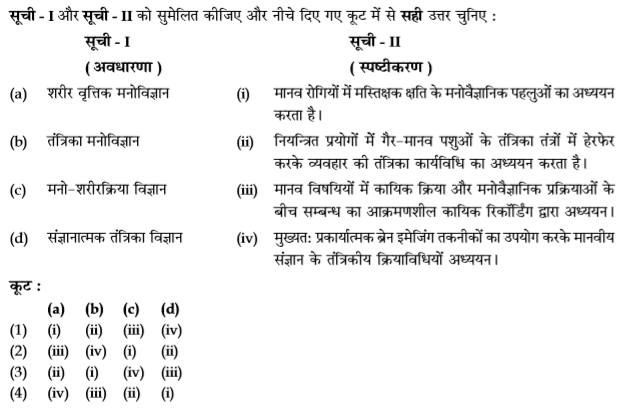 सूची - I और सूची - II को सुमेलित कीजिए और नीचे दिए गए कूट में से सही उत्तर चुनिए :
सूची - I सूची - II
( अवधारणा ) ( स्पष्टीकरण )
(a) शरीर वृत्तिक मनोविज्ञान (i) मानव रोगियों में मस्तिक्षक क्षति के मनोवैज्ञानिक पहलुओं का अध्ययन
करता है।
(b) तंत्रिका मनोविज्ञान (ii) नियन्त्रित प्रयोगों में गैर-मानव पशुओं के तंत्रिका तंत्रों में हेरफेर
करके व्यवहार की तंत्रिका कार्यविधि का अध्ययन करता है।
(c) मनो-शरीरक्रिया विज्ञान (iii) मानव विषयियों में कायिक क्रिया और मनोवैज्ञानिक प्रक्रियाओं के
बीच सम्बन्ध का आक्रमणशील कायिक रिकॉर्डिंग द्वारा अध्ययन।
(d) संज्ञानात्मक तंत्रिका विज्ञान (iv) मुख्यतः प्रकार्यात्मक ब्रेन इमेजिंग तकनीकों का उपयोग करके मानवीय
संज्ञान के तंत्रिकीय क्रियाविधियों अध्ययन।
कूट :
(a) (b) (c) (d)
(1) (i) (ii) (iii) (iv)
(2) (iii) (iv) (i) (ii)
(3) (ii) (i) (iv) (iii)
(4) (iv) (iii) (ii) (i)